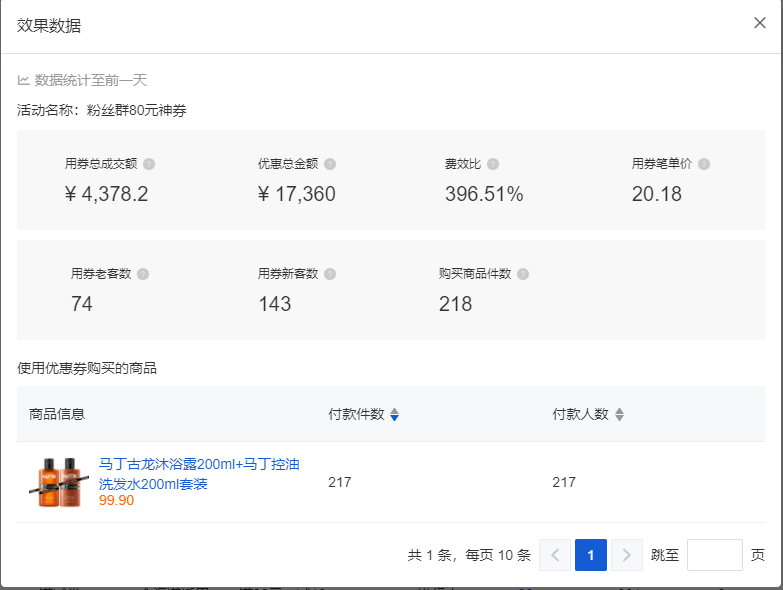 效果数据
数据统计至前一天
活动名称：粉丝群80元神券
用券总成交额 优惠总金额 费效比 用券笔单价
¥ 4,378.2 ¥ 17,360 396.51% 20.18
用券老客数 用券新客数 购买商品件数
74 143 218
使用优惠券购买的商品
商品信息 付款件数 付款人数
马丁古龙沐浴露200ml+马丁控油
洗发水200ml套装
99.90
217 217
共 1 条，每页 10 条 1 跳至 页